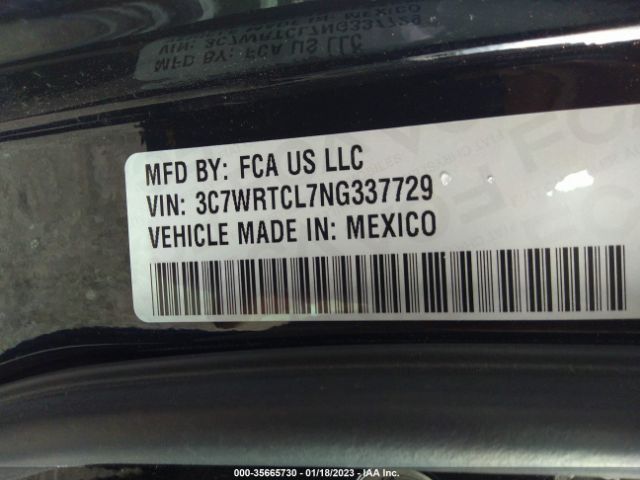 MFD BY: FCA US LLC
VIN: 3C7WRTCL7NG337729
VEHICLE MADE IN: MEXICO
000-35665730 - 01/18/2023 - IAA Inc.